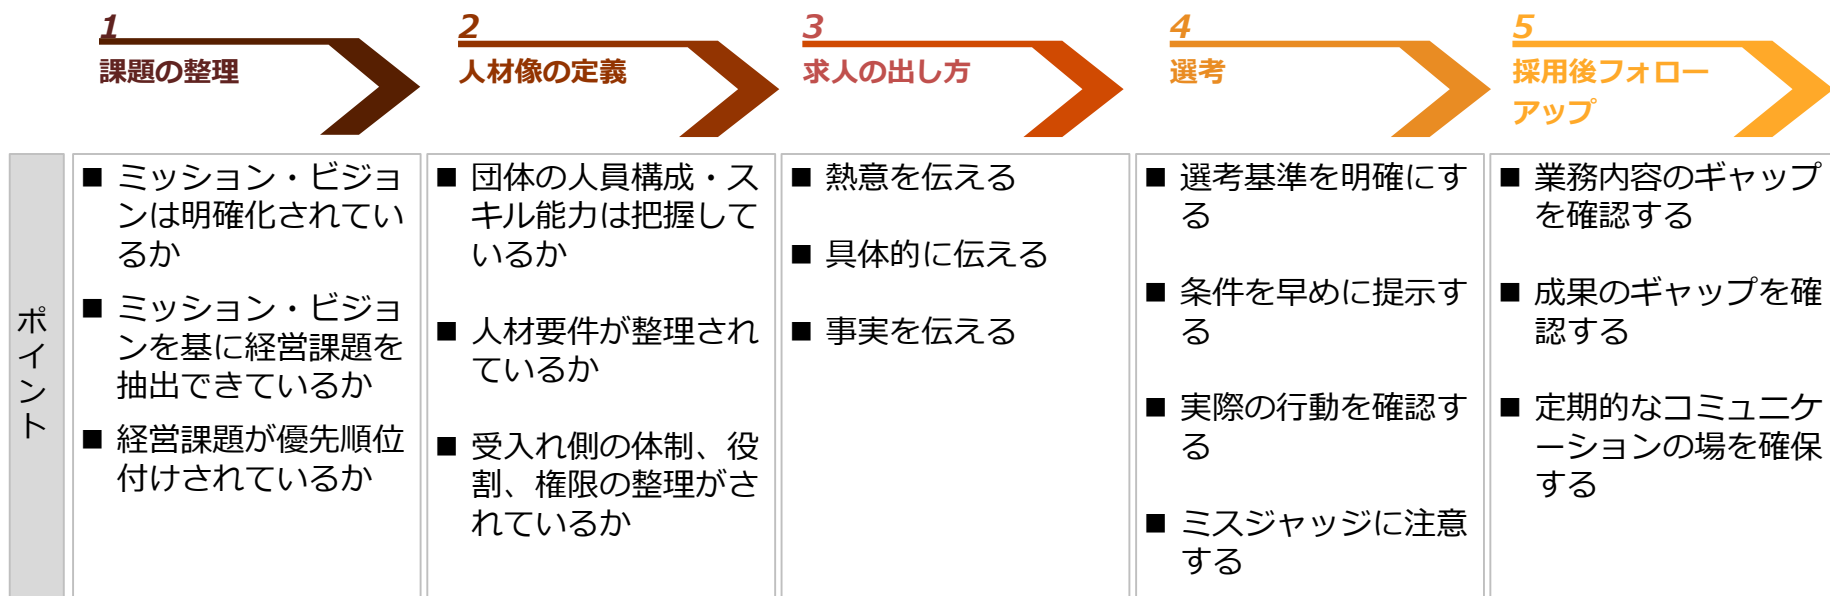 1
課題の整理
2
人材像の定義
3
求人の出し方
4
選考
5
採用後フォロー
アップ
ポイント
■ ミッション・ビジョ
ンは明確化されてい
るか
■ ミッション・ビジョ
ンを基に経営課題を
抽出できているか
■ 経営課題が優先順位
付けされているか
■ 団体の人員構成・ス
キル能力は把握して
いるか
■ 人材要件が整理され
ているか
■ 受入れ側の体制、役
割、権限の整理がさ
れているか
■ 熱意を伝える
■ 具体的に伝える
■ 事実を伝える
■ 選考基準を明確にす
る
■ 条件を早めに提示す
る
■ 実際の行動を確認す
る
■ ミスジャッジに注意
する
■ 業務内容のギャップ
を確認する
■ 成果のギャップを確
認する
■ 定期的なコミュニケ
ーションの場を確保
する